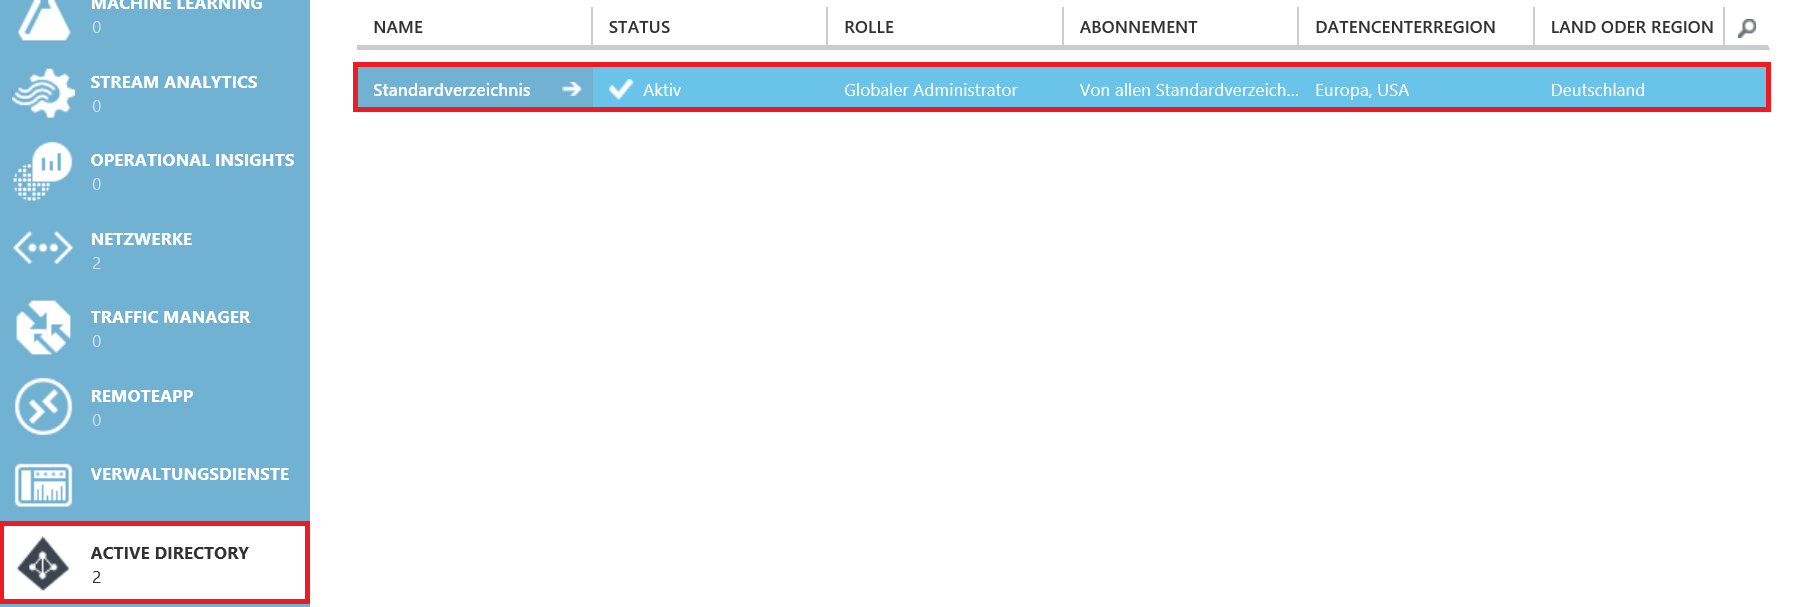 MACHINE LEARNING
0
STREAM ANALYTICS
0
OPERATIONAL INSIGHTS
0
NETZWERKE
2
TRAFFIC MANAGER
0
REMOTEAPP
0
VERWALTUNGSDIENSTE
ACTIVE DIRECTORY
2
NAME STATUS ROLLE ABONNEMENT DATENCENTERREGION LAND ODER REGION
Standardverzeichnis Aktiv Globaler Administrator Von allen Standardverzeich... Europa, USA Deutschland